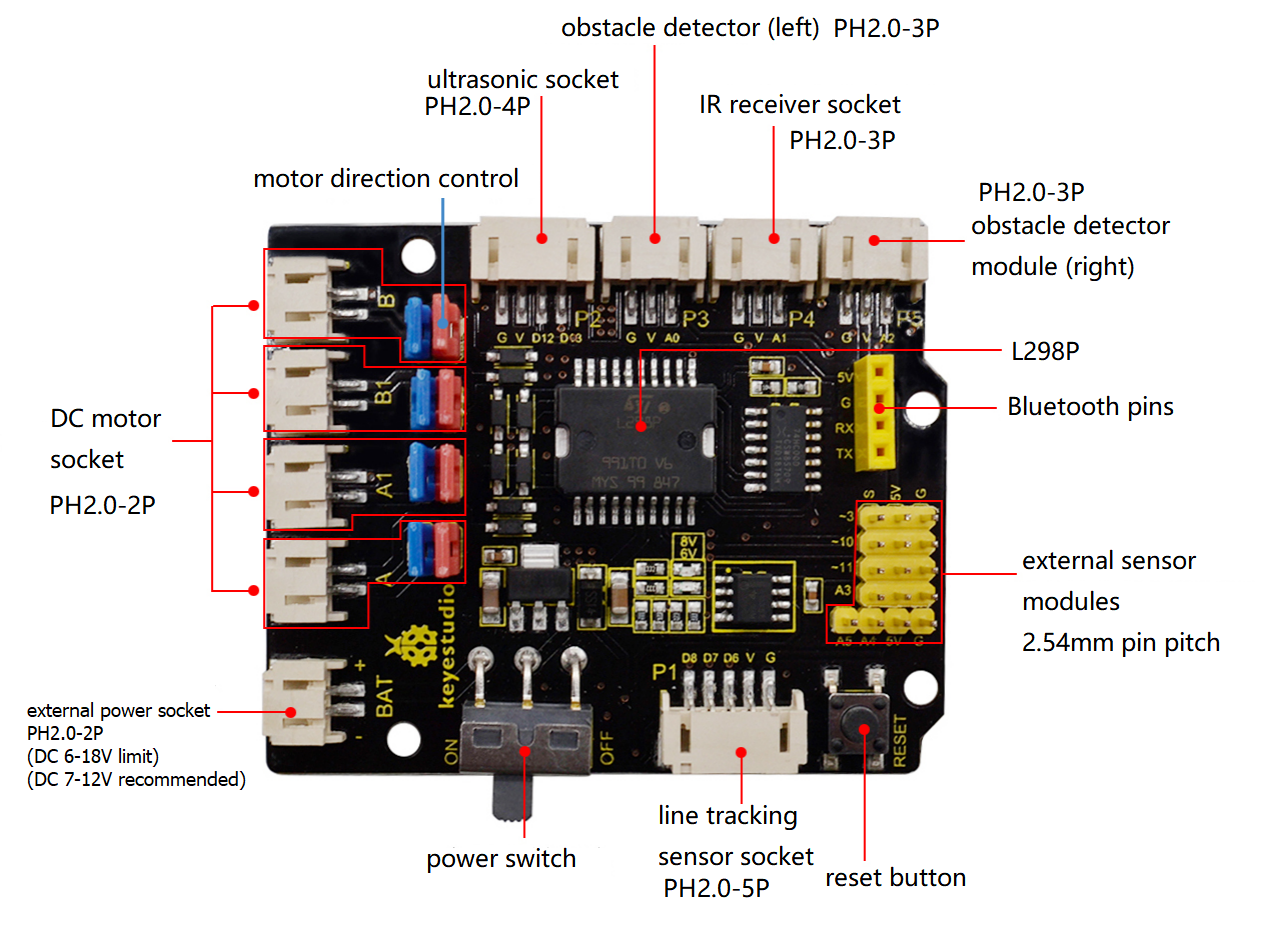 obstacle detector (left) PH2.0-3P
ultrasonic socket
PH2.0-4P
IR receiver socket
PH2.0-3P
motor direction control
PH2.0-3P
obstacle detector
module (right)
P2
P3
P4
P5
G V D12
G V A0
G V A1
G V A2
B
B1
A1
A
L298P
Bluetooth pins
5V
G
RX
TX
991T0 V6
MYS 99 847
DC motor
socket
PH2.0-2P
S 5V G
~3
~10
~11
A3
A5 A4 5V G
external sensor
modules
2.54mm pin pitch
8V
6V
keyestudio
P1
D8 D7 D6 V G
+
BAT
-
external power socket
PH2.0-2P
(DC 6-18V limit)
(DC 7-12V recommended)
ON
OFF
RESET
line tracking
sensor socket
PH2.0-5P
power switch
reset button